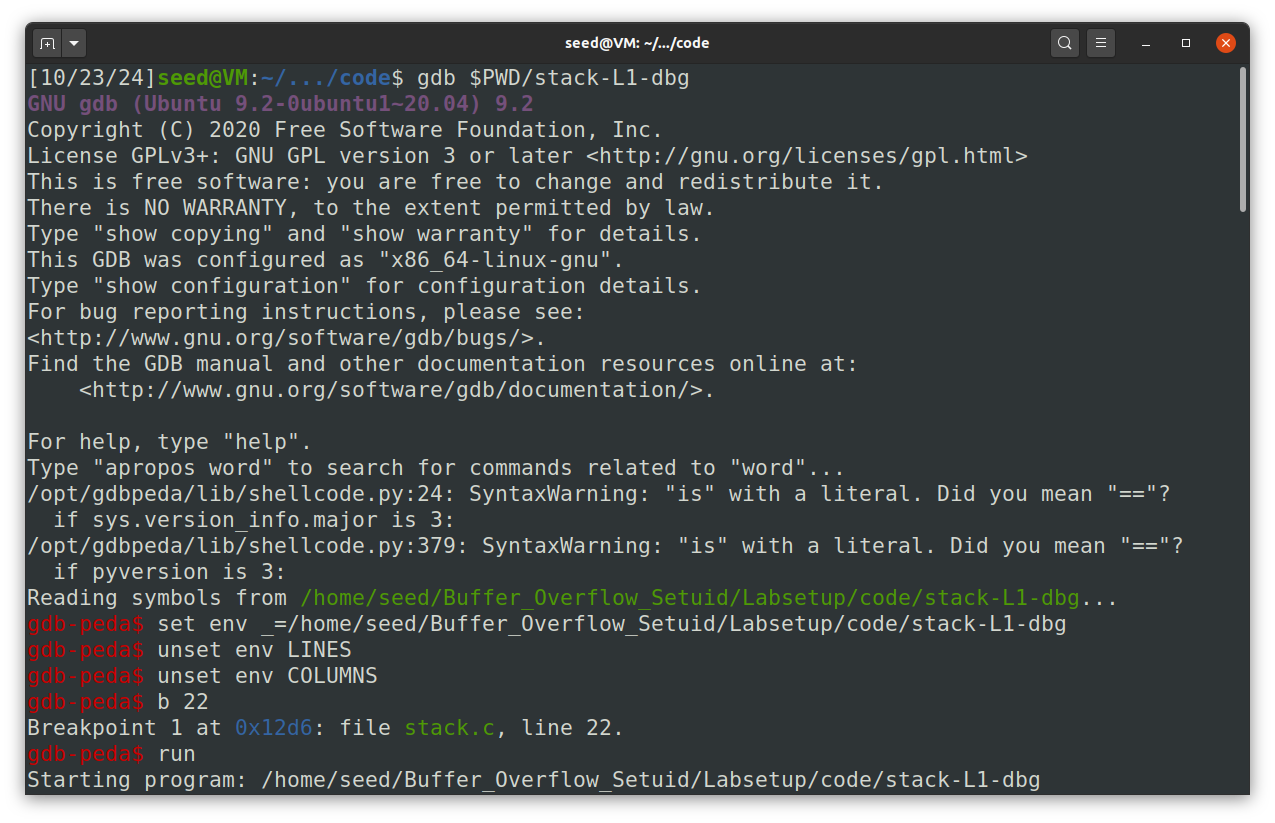 seed@VM: ~/.../code
[10/23/24]seed@VM:~/.../code$ gdb $PWD/stack-L1-dbg
GNU gdb (Ubuntu 9.2-0ubuntu1~20.04) 9.2
Copyright (C) 2020 Free Software Foundation, Inc.
License GPLv3+: GNU GPL version 3 or later <http://gnu.org/licenses/gpl.html>
This is free software: you are free to change and redistribute it.
There is NO WARRANTY, to the extent permitted by law.
Type "show copying" and "show warranty" for details.
This GDB was configured as "x86_64-linux-gnu".
Type "show configuration" for configuration details.
For bug reporting instructions, please see:
<http://www.gnu.org/software/gdb/bugs/>.
Find the GDB manual and other documentation resources online at:
    <http://www.gnu.org/software/gdb/documentation/>.

For help, type "help".
Type "apropos word" to search for commands related to "word"...
/opt/gdbpeda/lib/shellcode.py:24: SyntaxWarning: "is" with a literal. Did you mean "=="?
  if sys.version_info.major is 3:
/opt/gdbpeda/lib/shellcode.py:379: SyntaxWarning: "is" with a literal. Did you mean "=="?
  if pyversion is 3:
Reading symbols from /home/seed/Buffer_Overflow_Setuid/Labsetup/code/stack-L1-dbg...
gdb-peda$ set env _=/home/seed/Buffer_Overflow_Setuid/Labsetup/code/stack-L1-dbg
gdb-peda$ unset env LINES
gdb-peda$ unset env COLUMNS
gdb-peda$ b 22
Breakpoint 1 at 0x12d6: file stack.c, line 22.
gdb-peda$ run
Starting program: /home/seed/Buffer_Overflow_Setuid/Labsetup/code/stack-L1-dbg